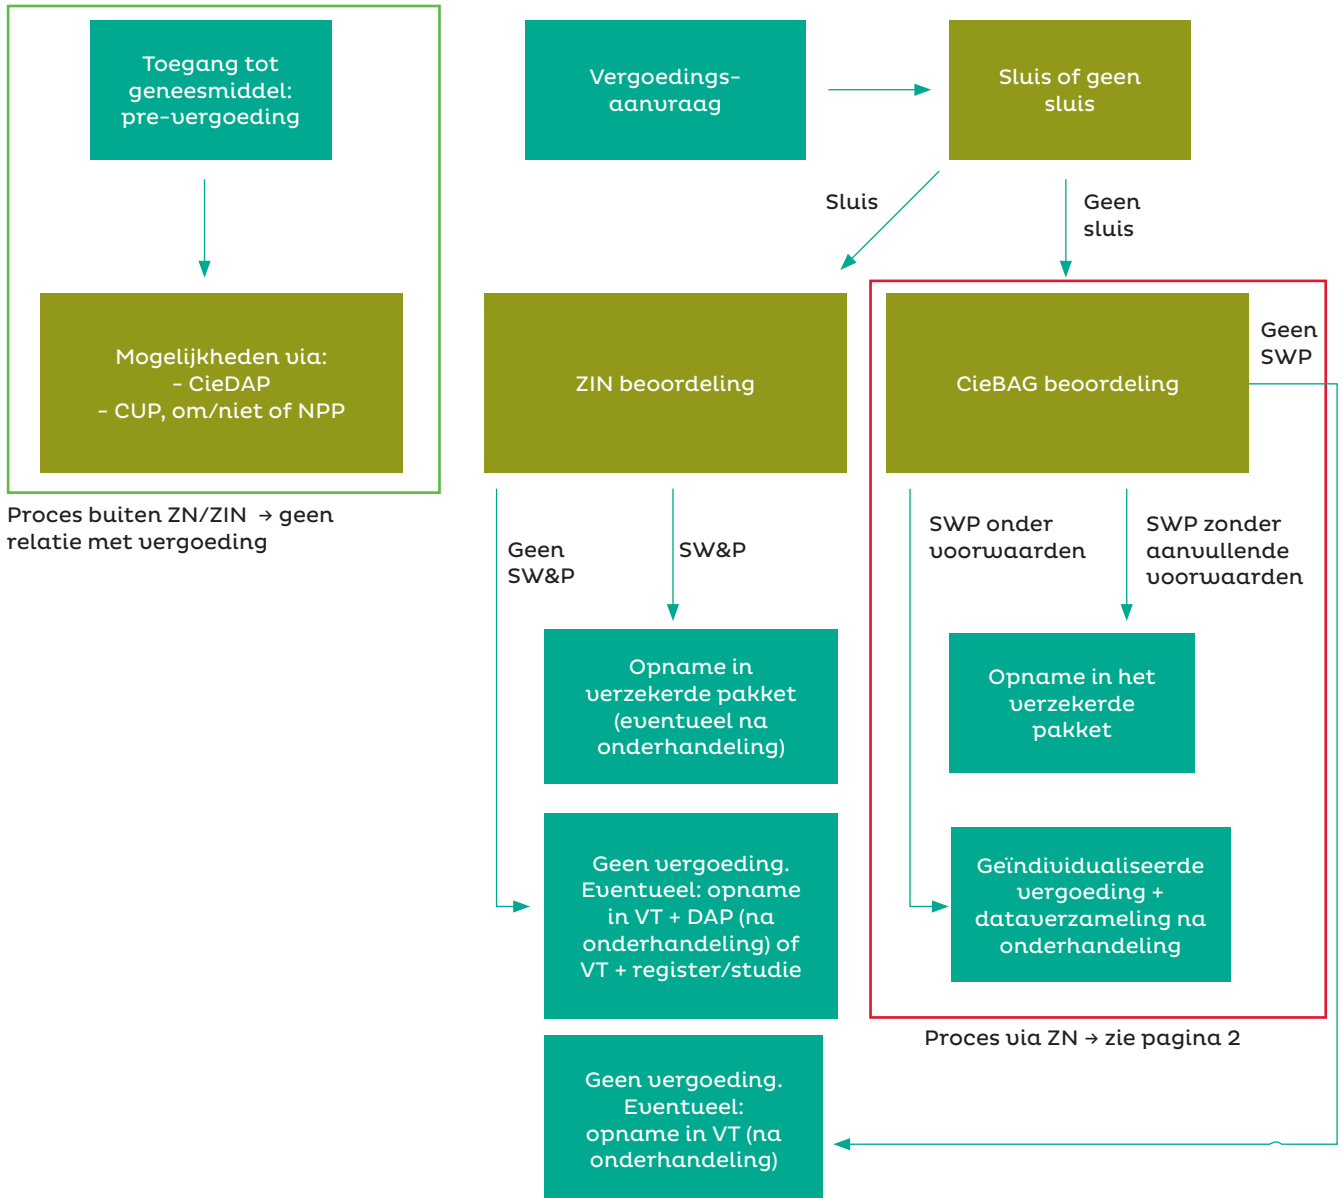 Toegang tot
geneesmiddel:
pre-vergoeding
Mogelijkheden via:
- CieDAP
- CUP, om/niet of NPP
Proces buiten ZN/ZIN → geen
relatie met vergoeding
Vergoedings-
aanvraag
Sluis of geen
sluis
Sluis
Geen
sluis
ZIN beoordeling
CieBAG beoordeling
Geen
SWP
Geen
SW&P
SW&P
SWP onder
voorwaarden
SWP zonder
aanvullende
voorwaarden
Opname in
verzekerde pakket
(eventueel na
onderhandeling)
Opname in het
verzekerde
pakket
Geen vergoeding.
Eventueel: opname
in VT + DAP (na
onderhandeling) of
VT + register/studie
Geïndividualiseerde
vergoeding +
dataverzameling na
onderhandeling
Proces via ZN → zie pagina 2
Geen vergoeding.
Eventueel:
opname in VT (na
onderhandeling)